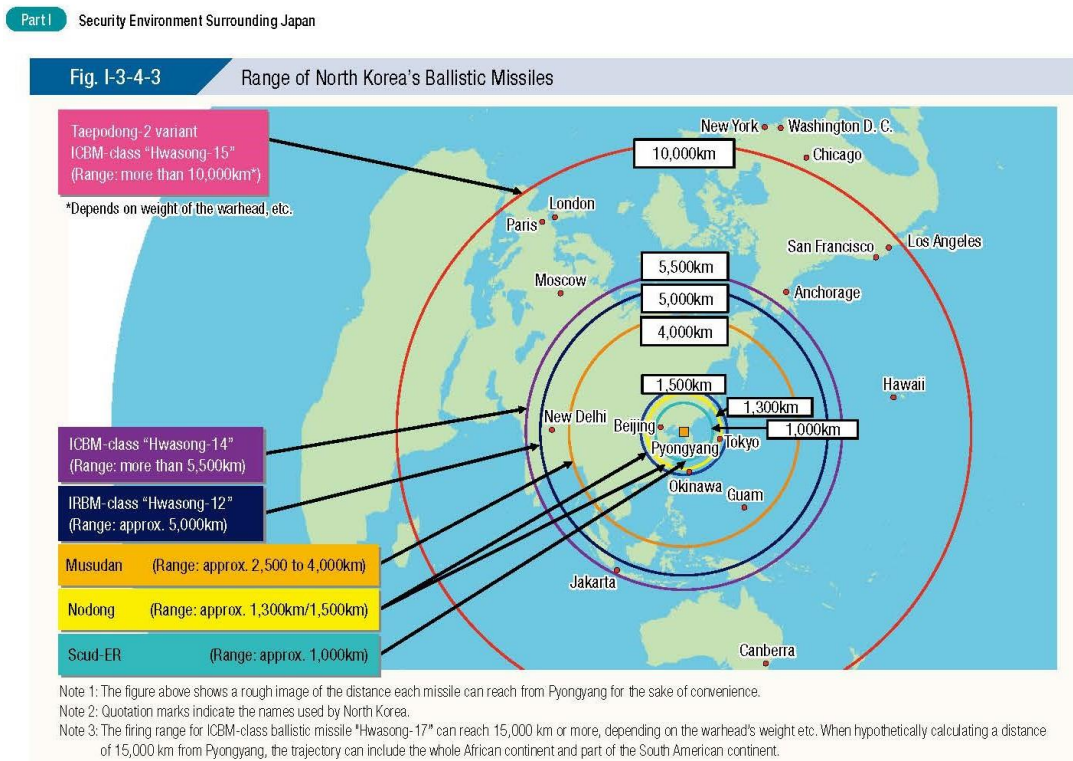 Part I Security Environment Surrounding Japan
Fig. I-3-4-3 Range of North Korea's Ballistic Missiles
Taepodong-2 variant
ICBM-class “Hwasong-15”
(Range: more than 10,000km*)
*Depends on weight of the warhead, etc.
10,000km
New York
Washington D. C.
Chicago
London
Paris
San Francisco
Los Angeles
5,500km
Moscow
5,000km
Anchorage
4,000km
1,500km
Hawaii
1,300km
New Delhi
Beijing
1,000km
Pyongyang
Tokyo
Okinawa
Guam
Jakarta
Canberra
ICBM-class “Hwasong-14”
(Range: more than 5,500km)
IRBM-class “Hwasong-12”
(Range: approx. 5,000km)
Musudan (Range: approx. 2,500 to 4,000km)
Nodong (Range: approx. 1,300km/1,500km)
Scud-ER (Range: approx. 1,000km)
Note 1: The figure above shows a rough image of the distance each missile can reach from Pyongyang for the sake of convenience.
Note 2: Quotation marks indicate the names used by North Korea.
Note 3: The firing range for ICBM-class ballistic missile "Hwasong-17" can reach 15,000 km or more, depending on the warhead's weight etc. When hypothetically calculating a distance
of 15,000 km from Pyongyang, the trajectory can include the whole African continent and part of the South American continent.